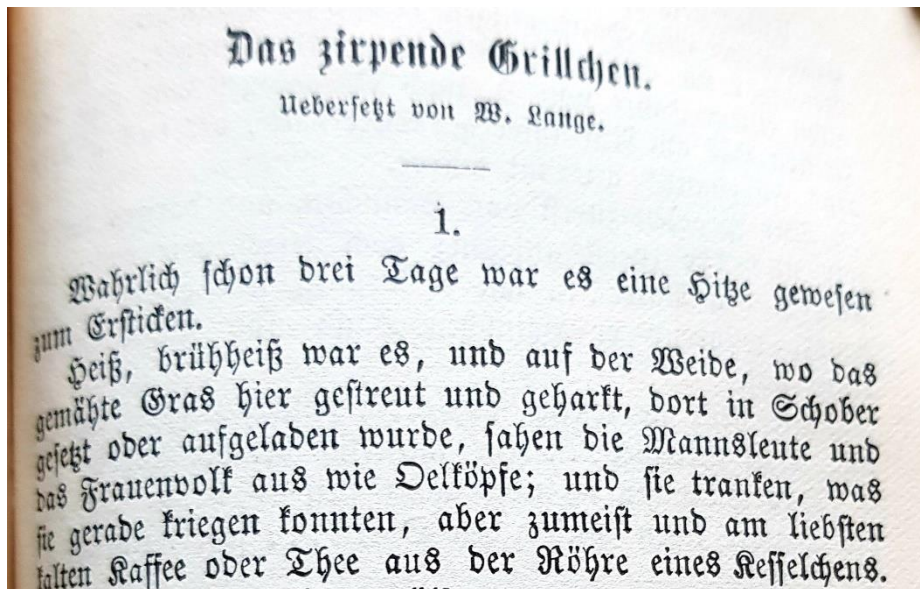 Das zirpende Grillchen.
Uebersetzt von W. Lange.
1.
Wahrlich schon drei Tage war es eine Hitze gewesen
zum Ersticken.
Heiß, brühheiß war es, und auf der Weide, wo das
gemähte Gras hier gestreut und geharkt, dort in Schober
gesetzt oder aufgeladen wurde, sahen die Mannsleute und
das Frauenvolk aus wie Oelköpfe; und sie tranken, was
sie gerade kriegen konnten, aber zumeist und am liebsten
kalten Kaffee oder Thee aus der Röhre eines Kesselchens.